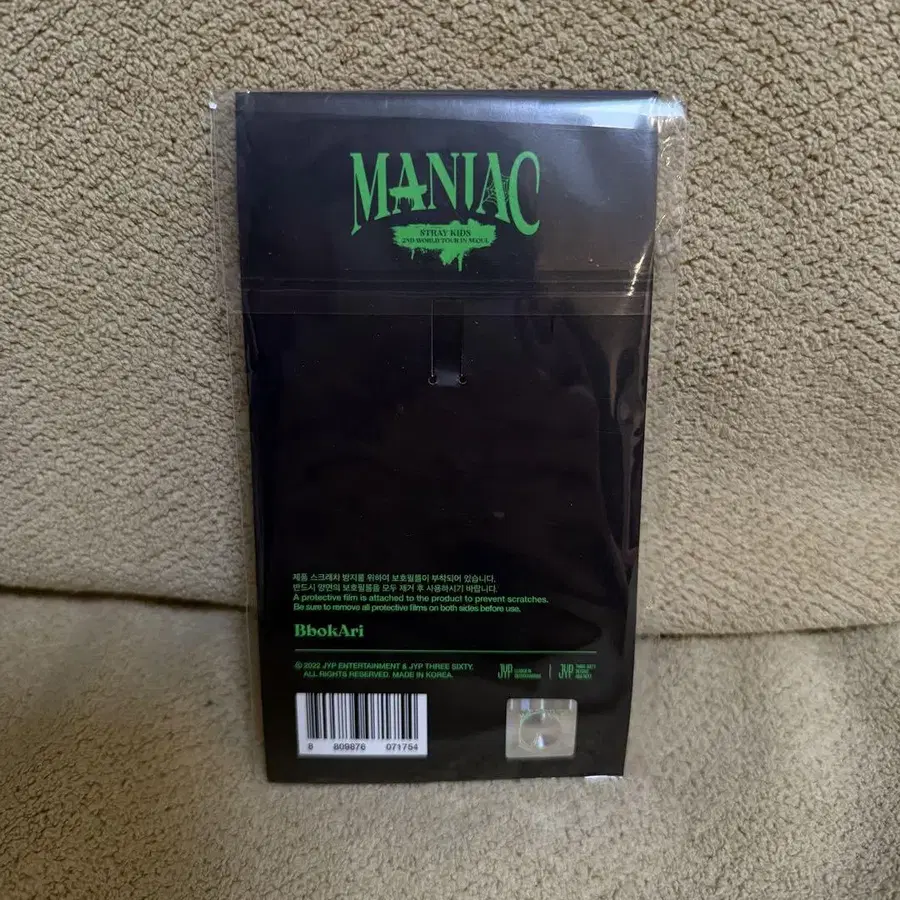 MANIAC
STRAY KIDS
2ND WORLD TOUR IN SEOUL
제품 스크래치 방지를 위하여 보호필름이 부착되어 있습니다.
반드시 양면의 보호필름을 모두 제거 후 사용하시기 바랍니다.
A protective film is attached to the product to prevent scratches.
Be sure to remove all protective films on both sides before use.
BbokAri
ⓒ 2022 JYP ENTERTAINMENT & JYP THREE SIXTY.
ALL RIGHTS RESERVED. MADE IN KOREA.
JYP
JYP
8 809876 071754